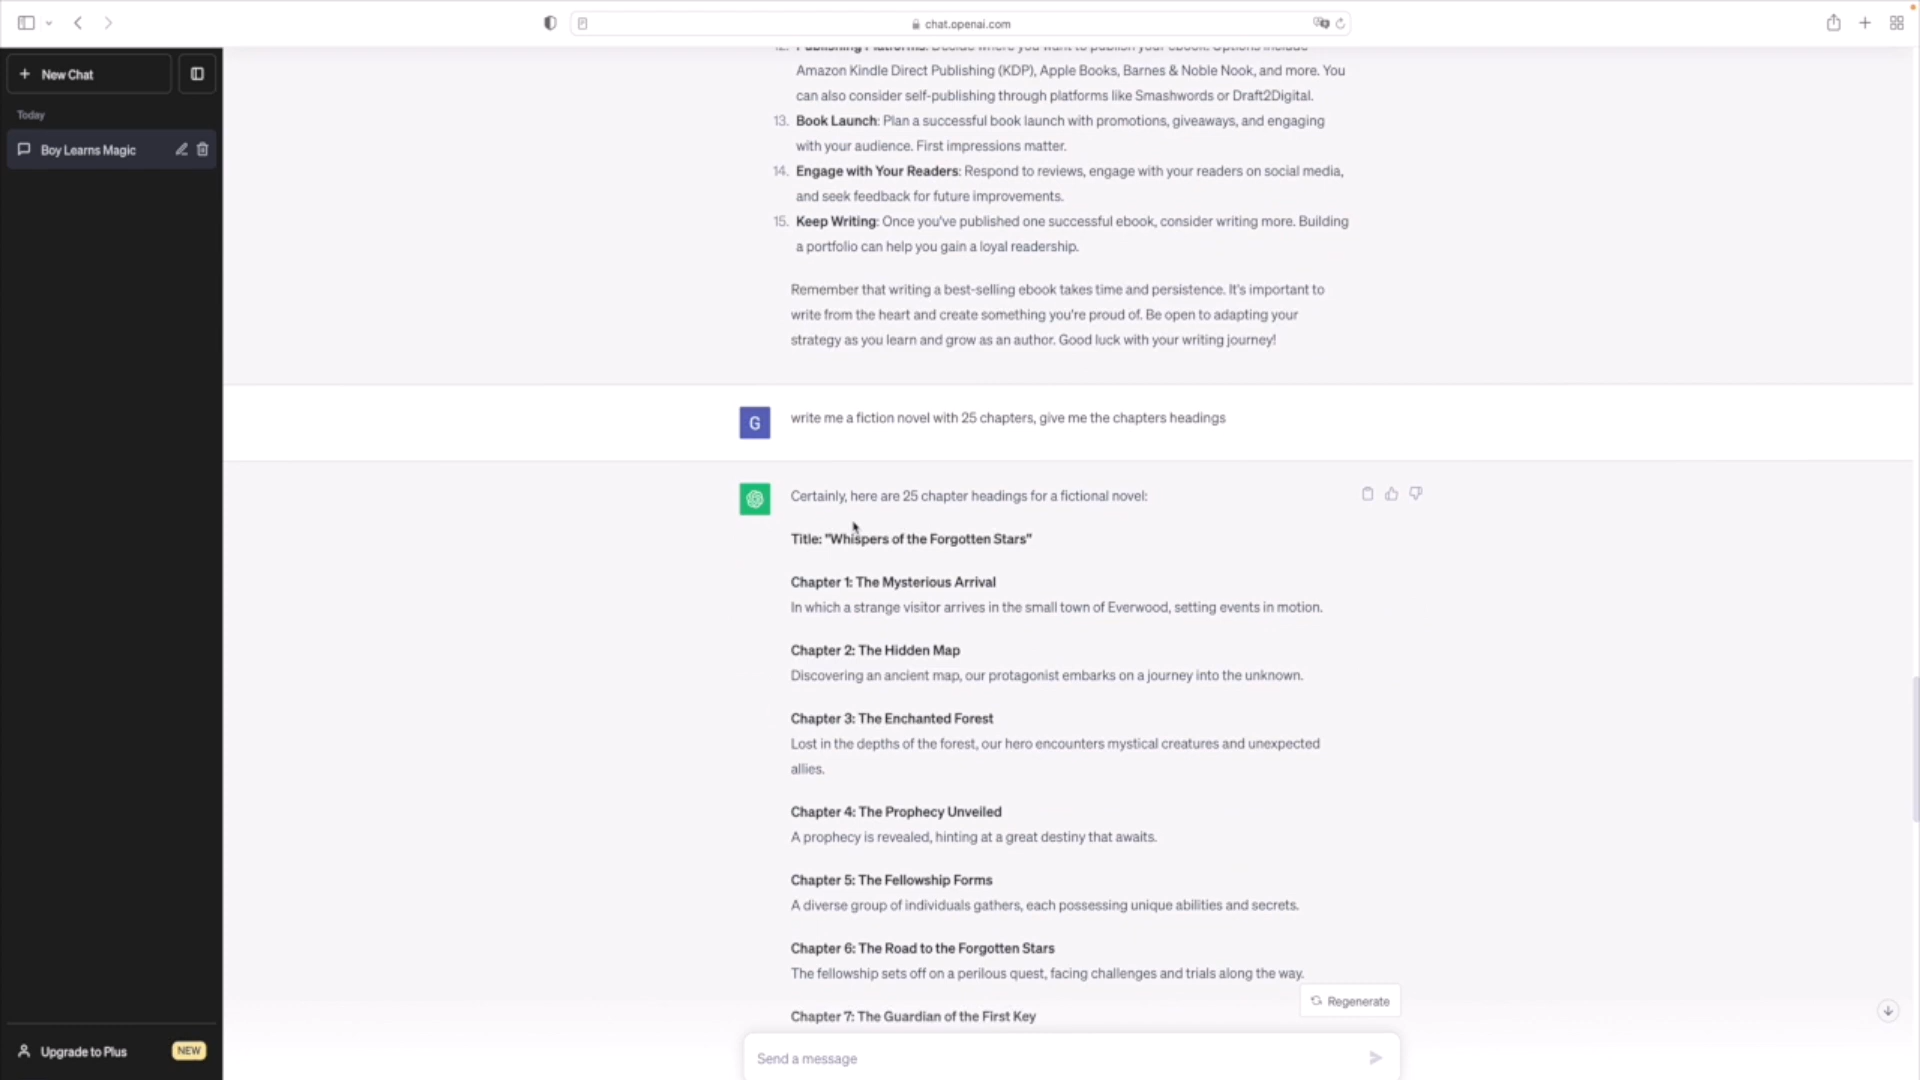 chat.openai.com
New Chat
Today
Boy Learns Magic
Upgrade to Plus
NEW
12. Publishing Platforms: Decide where you want to publish your ebook. Options include
Amazon Kindle Direct Publishing (KDP), Apple Books, Barnes & Noble Nook, and more. You
can also consider self-publishing through platforms like Smashwords or Draft2Digital.
13. Book Launch: Plan a successful book launch with promotions, giveaways, and engaging
with your audience. First impressions matter.
14. Engage with Your Readers: Respond to reviews, engage with your readers on social media,
and seek feedback for future improvements.
15. Keep Writing: Once you've published one successful ebook, consider writing more. Building
a portfolio can help you gain a loyal readership.
Remember that writing a best-selling ebook takes time and persistence. It's important to
write from the heart and create something you're proud of. Be open to adapting your
strategy as you learn and grow as an author. Good luck with your writing journey!
G
write me a fiction novel with 25 chapters, give me the chapters headings
Certainly, here are 25 chapter headings for a fictional novel:
Title: "Whispers of the Forgotten Stars"
Chapter 1: The Mysterious Arrival
In which a strange visitor arrives in the small town of Everwood, setting events in motion.
Chapter 2: The Hidden Map
Discovering an ancient map, our protagonist embarks on a journey into the unknown.
Chapter 3: The Enchanted Forest
Lost in the depths of the forest, our hero encounters mystical creatures and unexpected
allies.
Chapter 4: The Prophecy Unveiled
A prophecy is revealed, hinting at a great destiny that awaits.
Chapter 5: The Fellowship Forms
A diverse group of individuals gathers, each possessing unique abilities and secrets.
Chapter 6: The Road to the Forgotten Stars
The fellowship sets off on a perilous quest, facing challenges and trials along the way.
Regenerate
Chapter 7: The Guardian of the First Key
Send a message